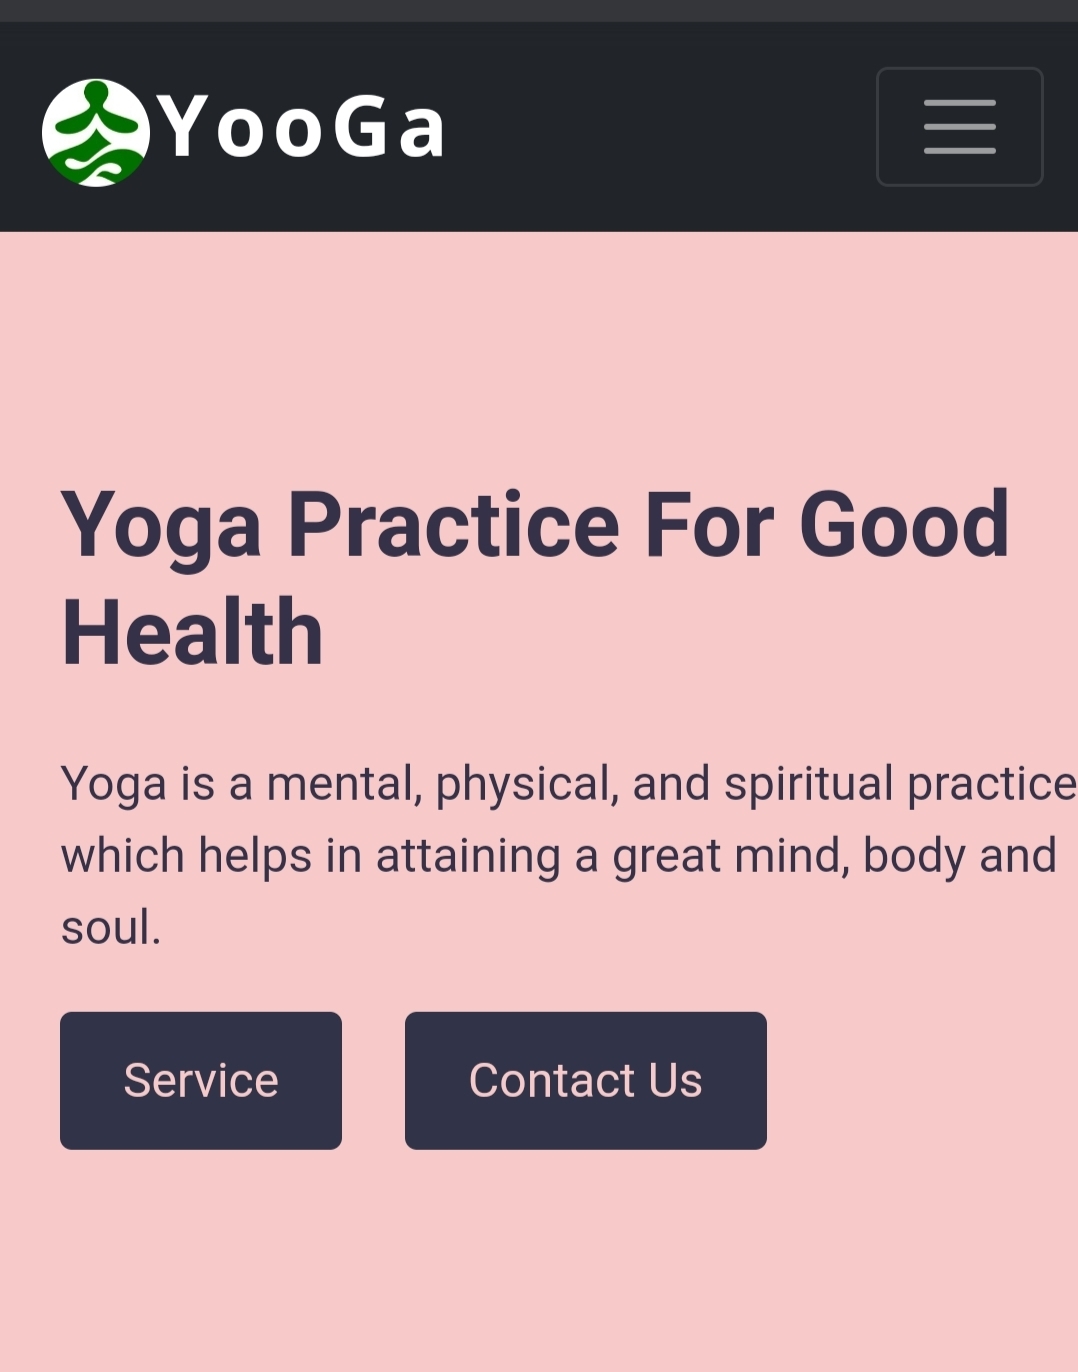 YooGa
Yoga Practice For Good
Health
Yoga is a mental, physical, and spiritual practice
which helps in attaining a great mind, body and
soul.
Service
Contact Us